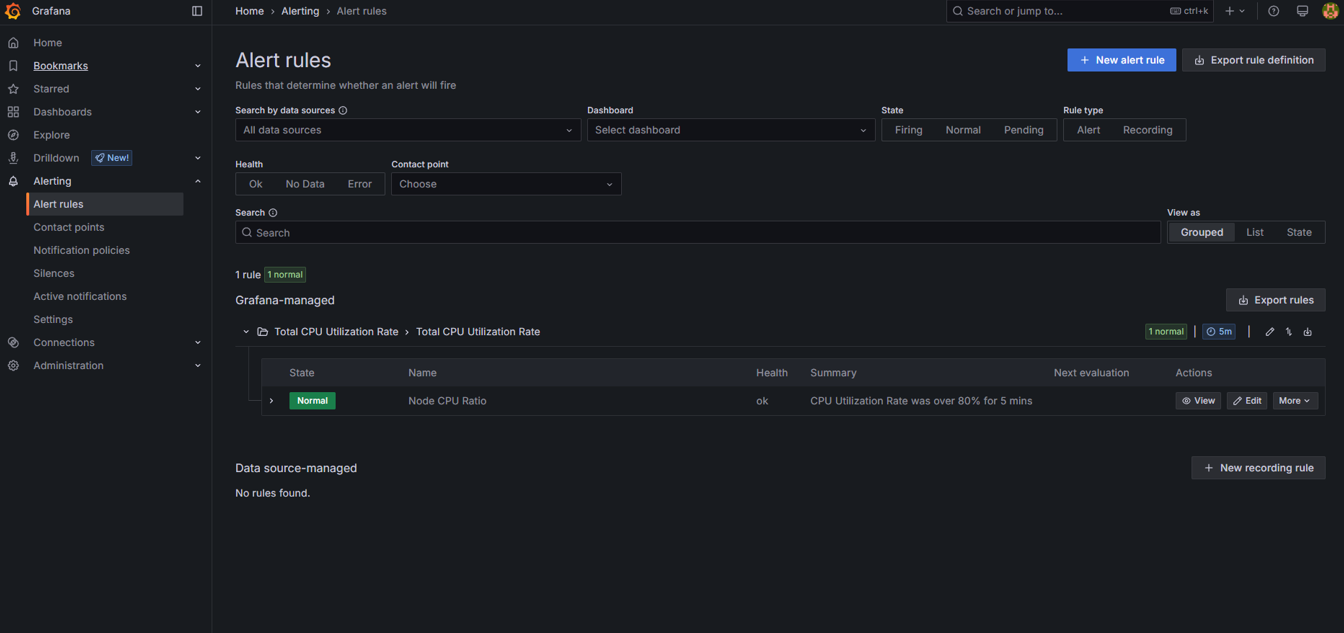 Grafana
Home › Alerting › Alert rules
Search or jump to...
ctrl+k
Home
Bookmarks
Starred
Dashboards
Explore
Drilldown New!
Alerting
Alert rules
Contact points
Notification policies
Silences
Active notifications
Settings
Connections
Administration
Alert rules
Rules that determine whether an alert will fire
+ New alert rule
Export rule definition
Search by data sources
All data sources
Dashboard
Select dashboard
State
Firing Normal Pending
Rule type
Alert Recording
Health
Ok No Data Error
Contact point
Choose
Search
Search
View as
Grouped List State
1 rule 1 normal
Grafana-managed
Export rules
Total CPU Utilization Rate › Total CPU Utilization Rate
1 normal | 5m |
State Name Health Summary Next evaluation Actions
Normal Node CPU Ratio ok CPU Utilization Rate was over 80% for 5 mins View Edit More
Data source-managed
+ New recording rule
No rules found.